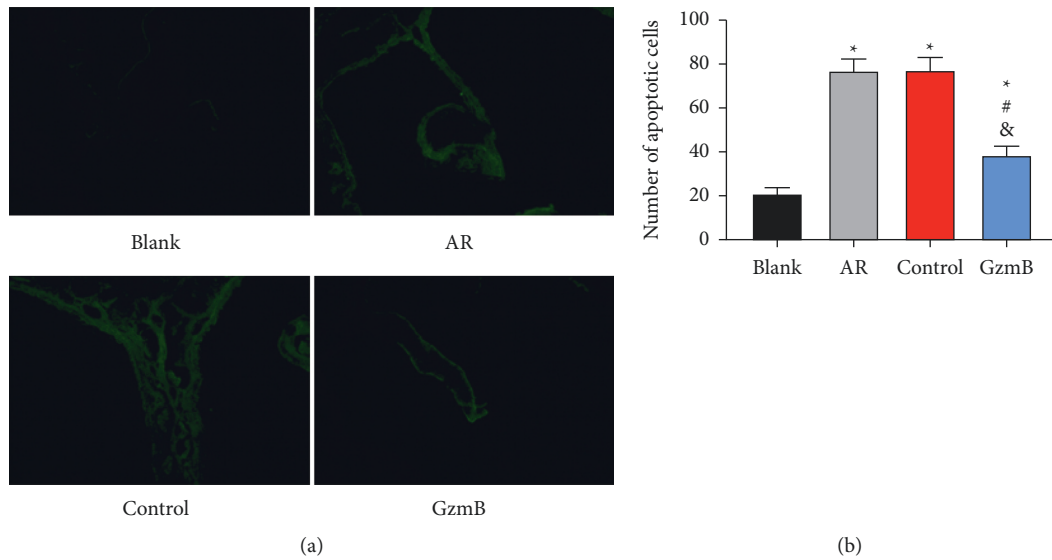 Blank
AR
Control
GzmB
(a)
Number of apoptotic cells
100
80
60
40
20
0
*
*
*
#
&
Blank
AR
Control
GzmB
(b)